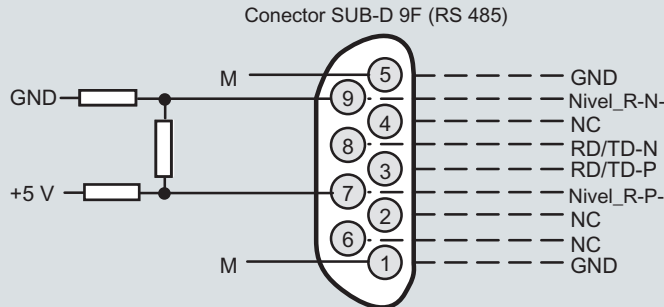 Conector SUB-D 9F (RS 485)
M
5
GND
GND
9
Nivel_R-N-
4
NC
8
RD/TD-N
3
RD/TD-P
+5 V
7
Nivel_R-P-
2
NC
6
NC
M
1
GND